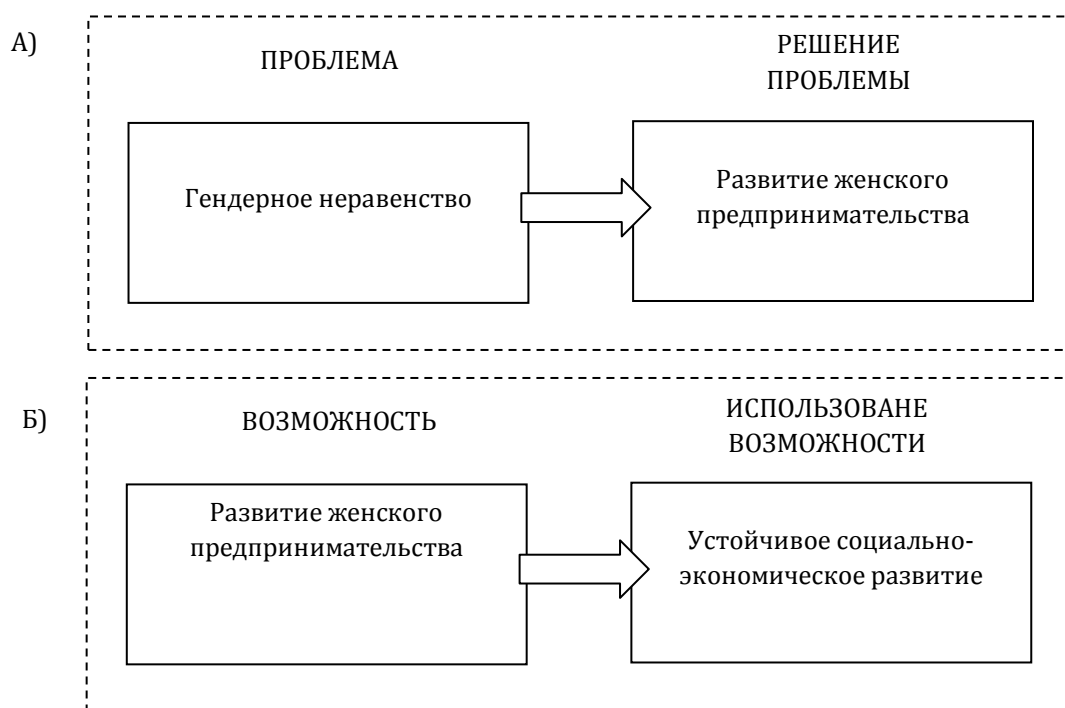 А)
ПРОБЛЕМА
РЕШЕНИЕ
ПРОБЛЕМЫ
Гендерное неравенство
Развитие женского
предпринимательства
Б)
ВОЗМОЖНОСТЬ
ИСПОЛЬЗОВАНЕ
ВОЗМОЖНОСТИ
Развитие женского
предпринимательства
Устойчивое социально-
экономическое развитие